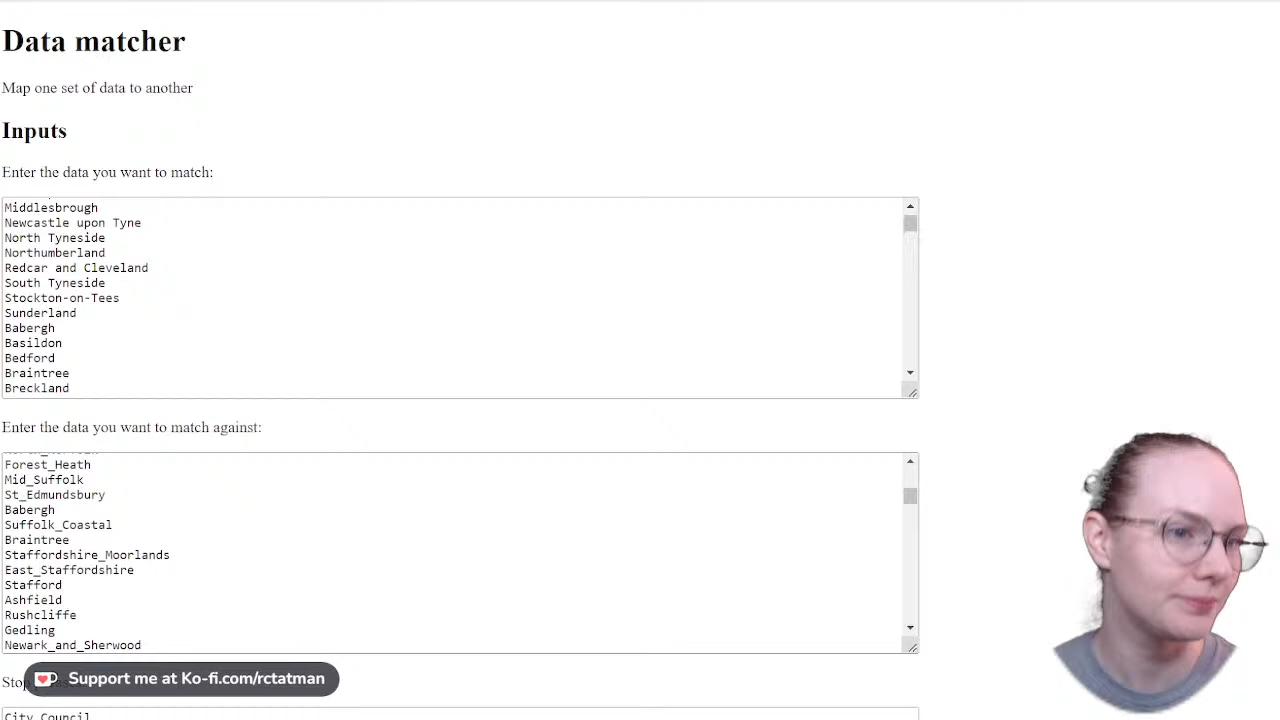 Data matcher
Map one set of data to another
Inputs
Enter the data you want to match:
Middlesbrough
Newcastle upon Tyne
North Tyneside
Northumberland
Redcar and Cleveland
South Tyneside
Stockton-on-Tees
Sunderland
Babergh
Basildon
Bedford
Braintree
Breckland
Enter the data you want to match against:
Forest_Heath
Mid_Suffolk
St_Edmundsbury
Babergh
Suffolk_Coastal
Braintree
Staffordshire_Moorlands
East_Staffordshire
Stafford
Ashfield
Rushcliffe
Gedling
Newark_and_Sherwood
Support me at Ko-fi.com/rctatman
City Council